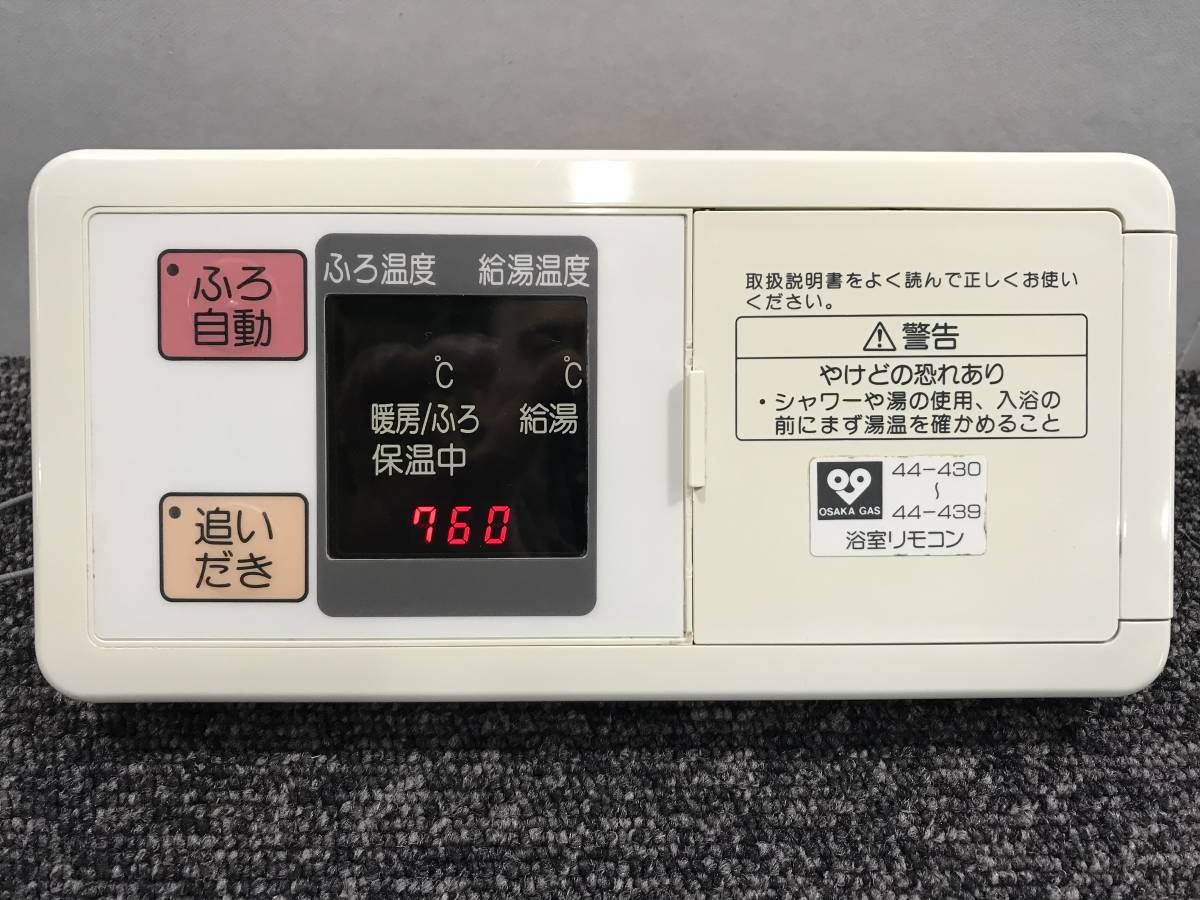 ふろ
自動
追い
だき
ふろ温度 給湯温度
℃ ℃
暖房/ふろ 給湯
保温中
760
取扱説明書をよく読んで正しくお使い
ください。
⚠警告
やけどの恐れあり
・シャワーや湯の使用、入浴の
前にまず湯温を確かめること
OSAKA GAS
44-430
~
44-439
浴室リモコン